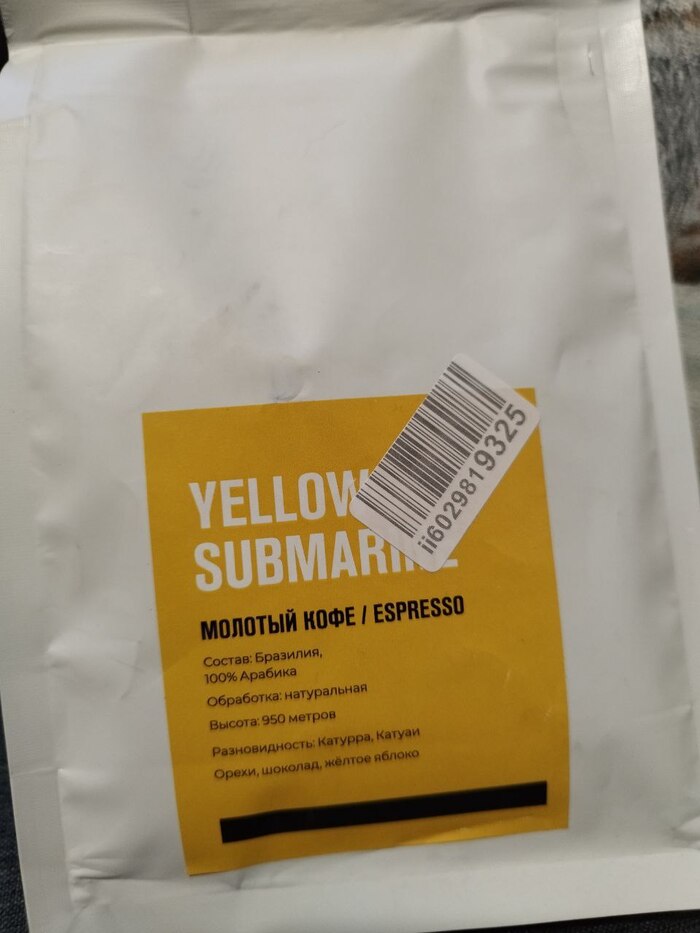 YELLOW
SUBMARINE
ii6029819325
МОЛОТЫЙ КОФЕ / ESPRESSO
Состав: Бразилия,
100% Арабика
Обработка: натуральная
Высота: 950 метров
Разновидность: Катурра, Катуаи
Орехи, шоколад, жёлтое яблоко